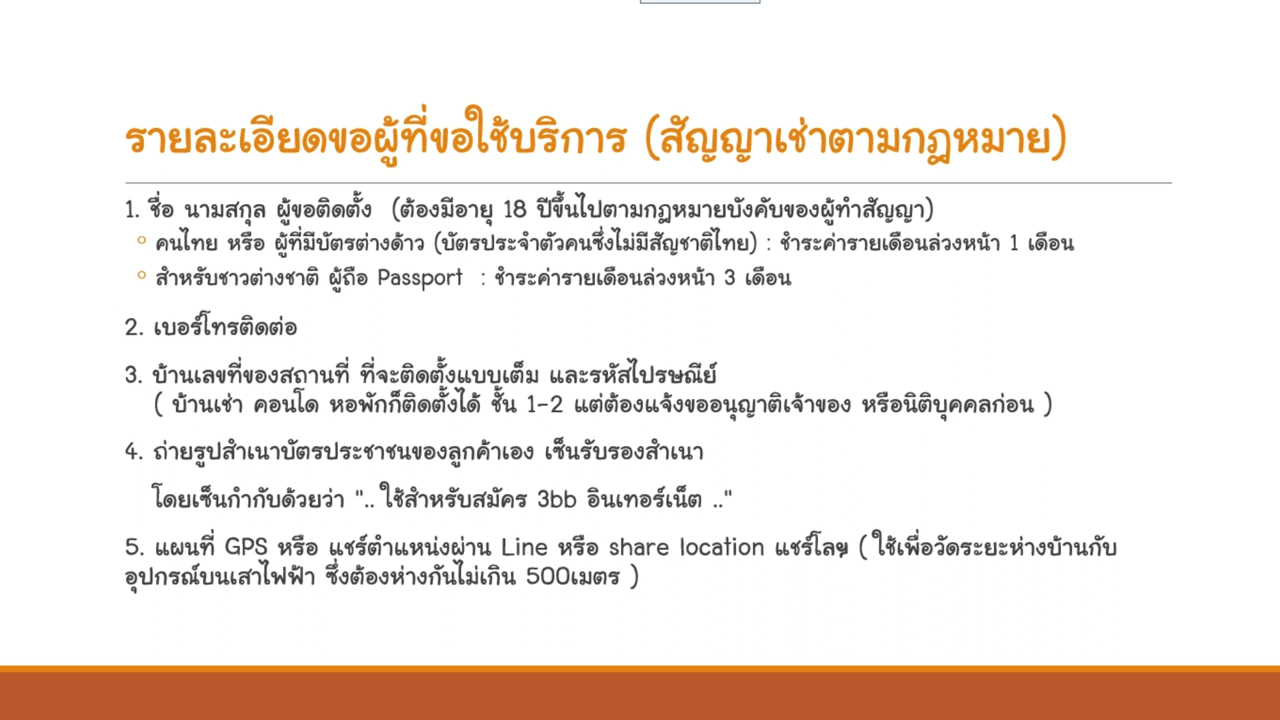 รายละเอียดขอผู้ที่ขอใช้บริการ (สัญญาเช่าตามกฎหมาย)
1. ชื่อ นามสกุล ผู้ขอติดตั้ง (ต้องมีอายุ 18 ปีขึ้นไปตามกฎหมายบังคับของผู้ทำสัญญา)
° คนไทย หรือ ผู้ที่มีบัตรต่างด้าว (บัตรประจำตัวคนซึ่งไม่มีสัญชาติไทย) : ชำระค่ารายเดือนล่วงหน้า 1 เดือน
° สำหรับชาวต่างชาติ ผู้ถือ Passport : ชำระค่ารายเดือนล่วงหน้า 3 เดือน
2. เบอร์โทรติดต่อ
3. บ้านเลขที่ของสถานที่ ที่จะติดตั้งแบบเต็ม และรหัสไปรษณีย์
( บ้านเช่า คอนโด หอพักก็ติดตั้งได้ ชั้น 1-2 แต่ต้องแจ้งขออนุญาติเจ้าของ หรือนิติบุคคลก่อน )
4. ถ่ายรูปสำเนาบัตรประชาชนของลูกค้าเอง เซ็นรับรองสำเนา
โดยเซ็นกำกับด้วยว่า ".. ใช้สำหรับสมัคร 3bb อินเทอร์เน็ต .."
5. แผนที่ GPS หรือ แชร์ตำแหน่งผ่าน Line หรือ share location แชร์โลฯ ( ใช้เพื่อวัดระยะห่างบ้านกับ
อุปกรณ์บนเสาไฟฟ้า ซึ่งต้องห่างกันไม่เกิน 500เมตร )